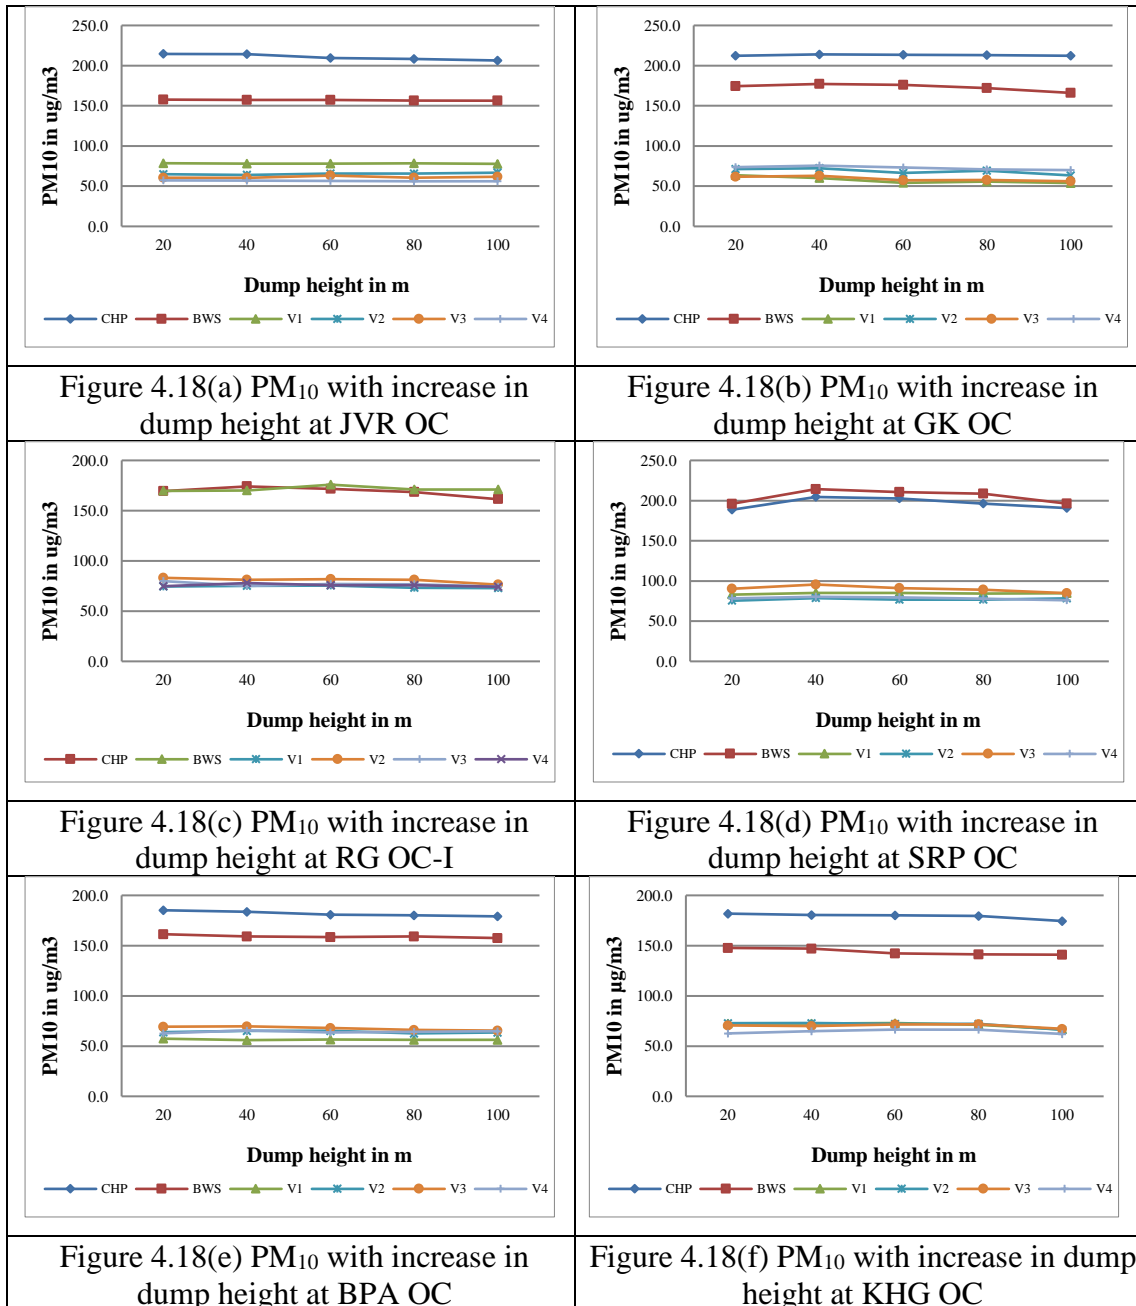 250.0
200.0
150.0
100.0
50.0
0.0
PM10 in ug/m3
20 40 60 80 100
Dump height in m
CHP BWS V1 V2 V3 V4
Figure 4.18(a) PM10 with increase in
dump height at JVR OC
250.0
200.0
150.0
100.0
50.0
0.0
PM10 in ug/m3
20 40 60 80 100
Dump height in m
CHP BWS V1 V2 V3 V4
Figure 4.18(b) PM10 with increase in
dump height at GK OC
200.0
150.0
100.0
50.0
0.0
PM10 in ug/m3
20 40 60 80 100
Dump height in m
CHP BWS V1 V2 V3 V4
Figure 4.18(c) PM10 with increase in
dump height at RG OC-I
250.0
200.0
150.0
100.0
50.0
0.0
PM10 in ug/m3
20 40 60 80 100
Dump height in m
CHP BWS V1 V2 V3 V4
Figure 4.18(d) PM10 with increase in
dump height at SRP OC
200.0
150.0
100.0
50.0
0.0
PM10 in ug/m3
20 40 60 80 100
Dump height in m
CHP BWS V1 V2 V3 V4
Figure 4.18(e) PM10 with increase in
dump height at BPA OC
200.0
150.0
100.0
50.0
0.0
PM10 in µg/m3
20 40 60 80 100
Dump height in m
CHP BWS V1 V2 V3 V4
Figure 4.18(f) PM10 with increase in dump
height at KHG OC